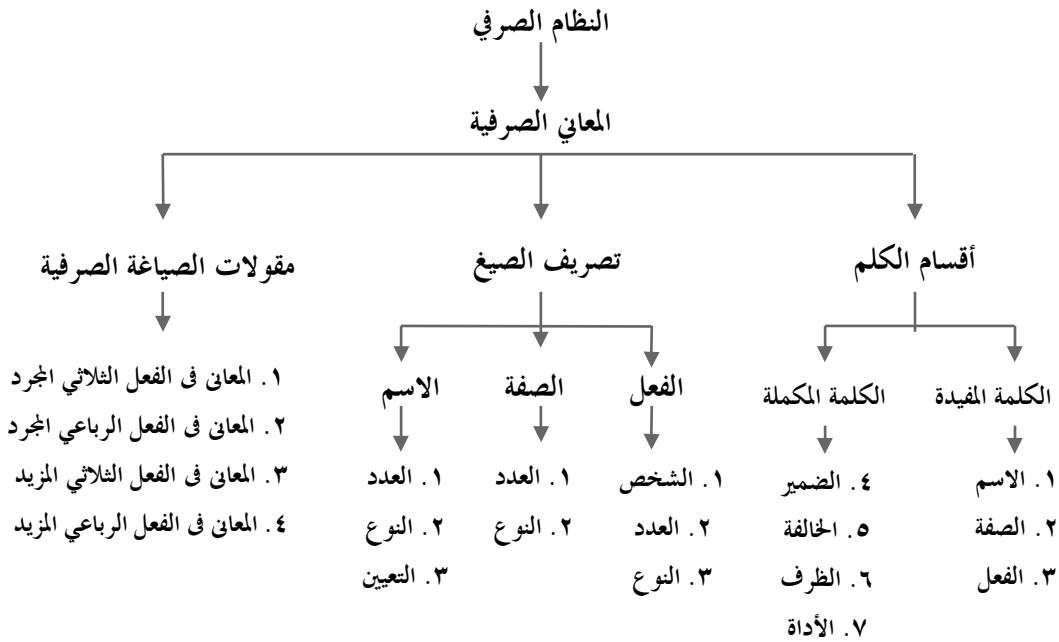 النظام الصرفي
المعاني الصرفية
أقسام الكلم
تصريف الصيغ
مقولات الصياغة الصرفية
الكلمة المفيدة
الكلمة المكملة
١. الاسم
٢. الصفة
٣. الفعل
٤. الضمير
٥. الخالفة
٦. الظرف
٧. الأداة
الفعل
الصفة
الاسم
١. الشخص
٢. العدد
٣. النوع
١. العدد
٢. النوع
١. العدد
٢. النوع
٣. التعيين
١. المعانى فى الفعل الثلاثي المجرد
٢. المعانى فى الفعل الرباعي المجرد
٣. المعانى فى الفعل الثلاثي المزيد
٤. المعانى فى الفعل الرباعي المزيد